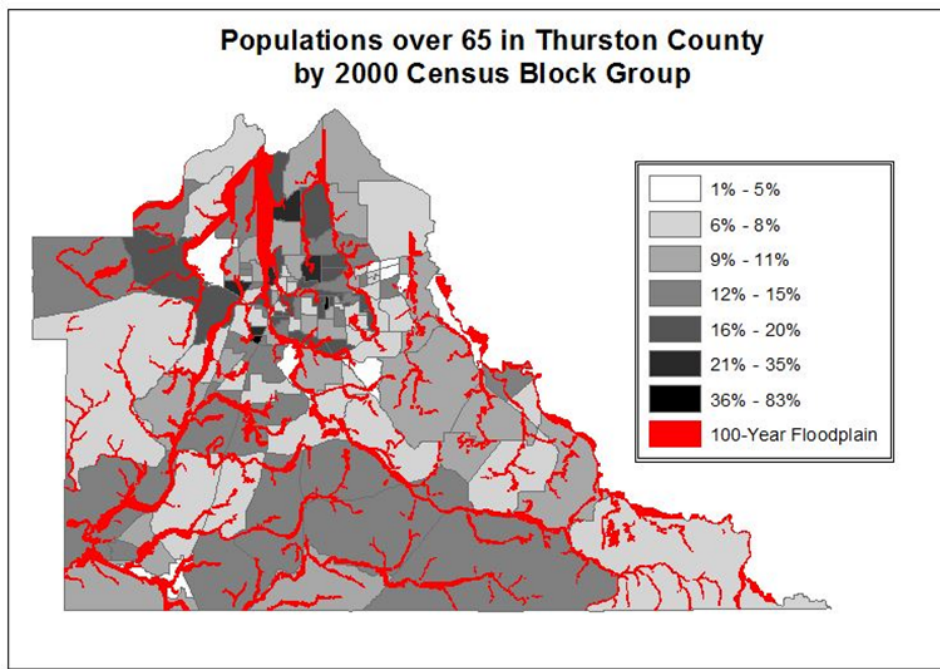 Populations over 65 in Thurston County
by 2000 Census Block Group
1% - 5%
6% - 8%
9% - 11%
12% - 15%
16% - 20%
21% - 35%
36% - 83%
100-Year Floodplain